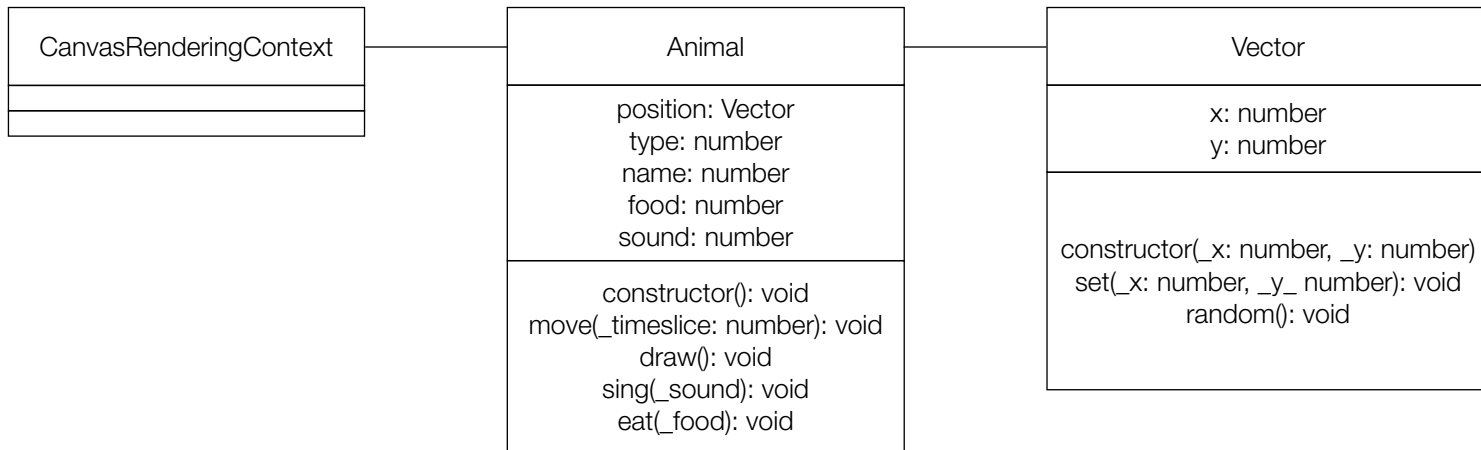 CanvasRenderingContext
Animal
position: Vector
type: number
name: number
food: number
sound: number
constructor(): void
move(_timeslice: number): void
draw(): void
sing(_sound): void
eat(_food): void
Vector
x: number
y: number
constructor(_x: number, _y: number)
set(_x: number, _y_ number): void
random(): void